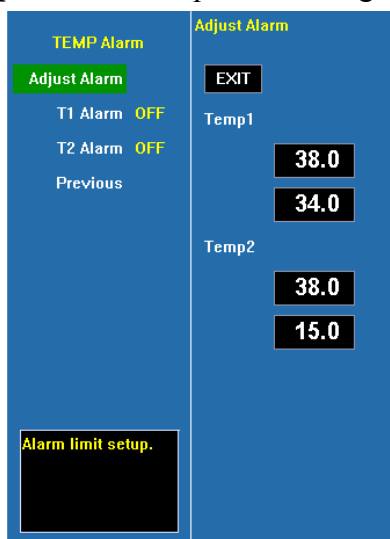 TEMP Alarm
Adjust Alarm
T1 Alarm OFF
T2 Alarm OFF
Previous
Alarm limit setup.
Adjust Alarm
EXIT
Temp1
38.0
34.0
Temp2
38.0
15.0